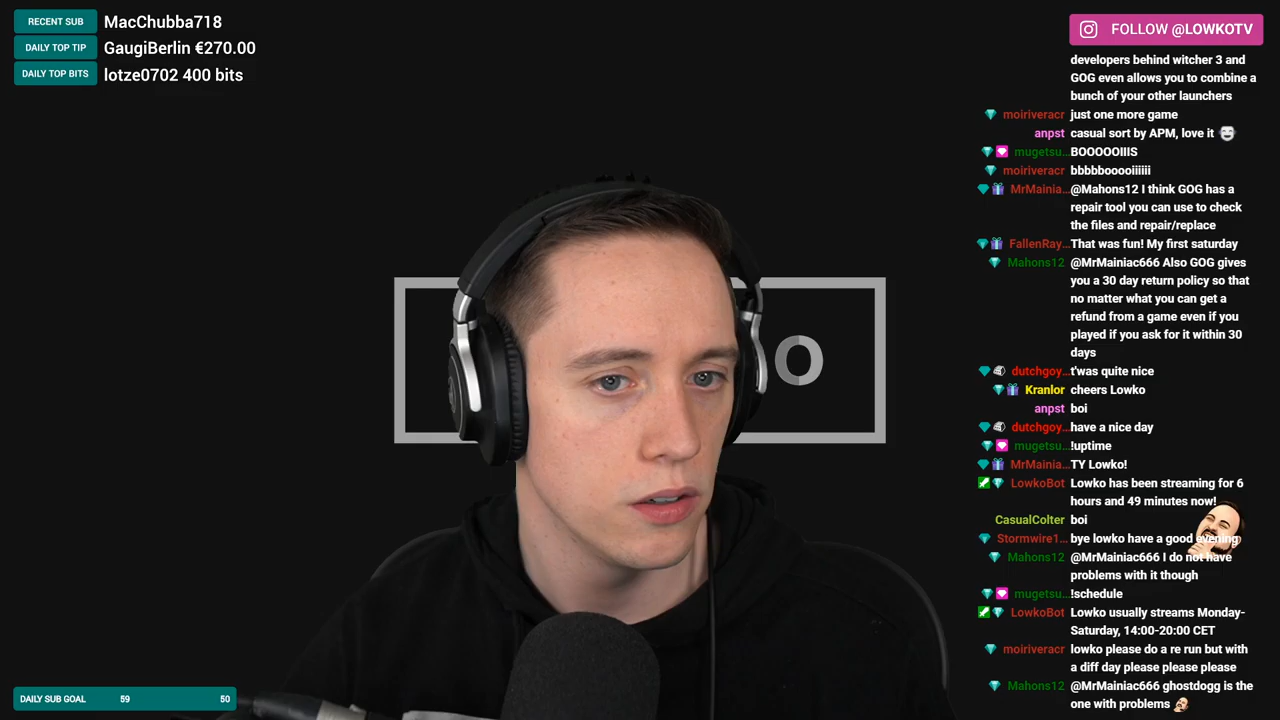 RECENT SUB MacChubba718
DAILY TOP TIP GaugiBerlin €270.00
DAILY TOP BITS lotze0702 400 bits
FOLLOW @LOWKOTV
developers behind witcher 3 and
GOG even allows you to combine a
bunch of your other launchers
moiriveracr just one more game
anpst casual sort by APM, love it
mugetsu... BOOOOOIIIS
moiriveracr bbbbbooooiiiiii
MrMainia... @Mahons12 I think GOG has a
repair tool you can use to check
the files and repair/replace
FallenRay... That was fun! My first saturday
Mahons12 @MrMainiac666 Also GOG gives
you a 30 day return policy so that
no matter what you can get a
refund from a game even if you
played if you ask for it within 30
days
dutchgoy... t'was quite nice
Kranlor cheers Lowko
anpst boi
dutchgoy... have a nice day
mugetsu... !uptime
MrMainia... TY Lowko!
LowkoBot Lowko has been streaming for 6
hours and 49 minutes now!
CasualColter boi
Stormwire1... bye lowko have a good evening
Mahons12 @MrMainiac666 I do not have
problems with it though
mugetsu... !schedule
LowkoBot Lowko usually streams Monday-
Saturday, 14:00-20:00 CET
moiriveracr lowko please do a re run but with
a diff day please please please
Mahons12 @MrMainiac666 ghostdogg is the
one with problems
O
DAILY SUB GOAL 59 50